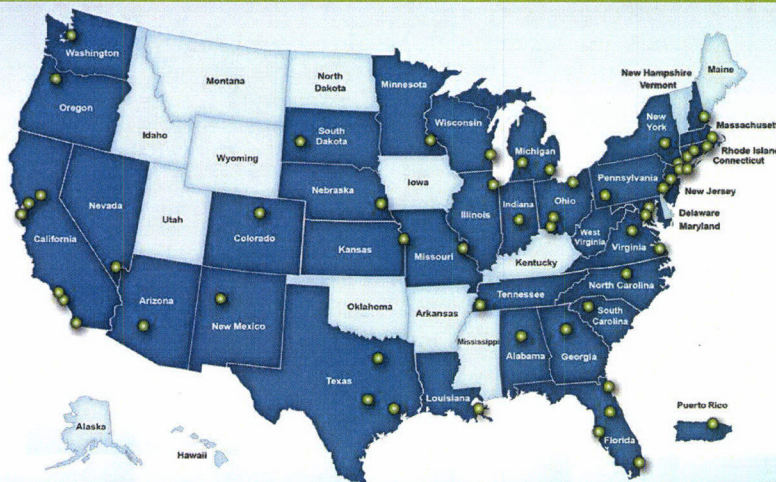 Washington
Montana
North
Dakota
Minnesota
New Hampshire
Vermont
Maine
Oregon
Idaho
South
Dakota
Wisconsin
Michigan
New
York
Massachuset
Rhode Island
Connecticut
Wyoming
Iowa
Pennsylvania
New Jersey
Nevada
Utah
Nebraska
Illinois
Indiana
Ohio
Delaware
Maryland
California
Colorado
Kansas
Missouri
West
Virginia
Virginia
Kentucky
North Carolina
Arizona
New Mexico
Oklahoma
Arkansas
Tennessee
South
Carolina
Mississippi
Alabama
Georgia
Texas
Louisiana
Florida
Puerto Rico
Alaska
Hawaii